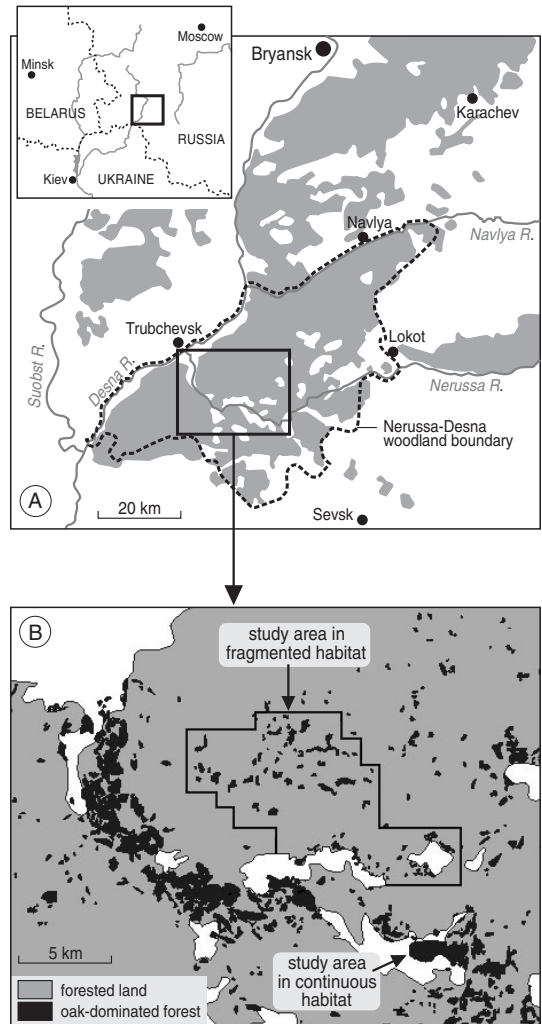 Moscow
Minsk
BELARUS
RUSSIA
Kiev
UKRAINE
Bryansk
Karachev
Navlya
Navlya R.
Trubchevsk
Lokot
Suobst R.
Desna R.
Nerussa R.
Nerussa-Desna
woodland boundary
A
20 km
Sevsk
B
study area in
fragmented habitat
5 km
study area
in continuous
habitat
forested land
oak-dominated forest